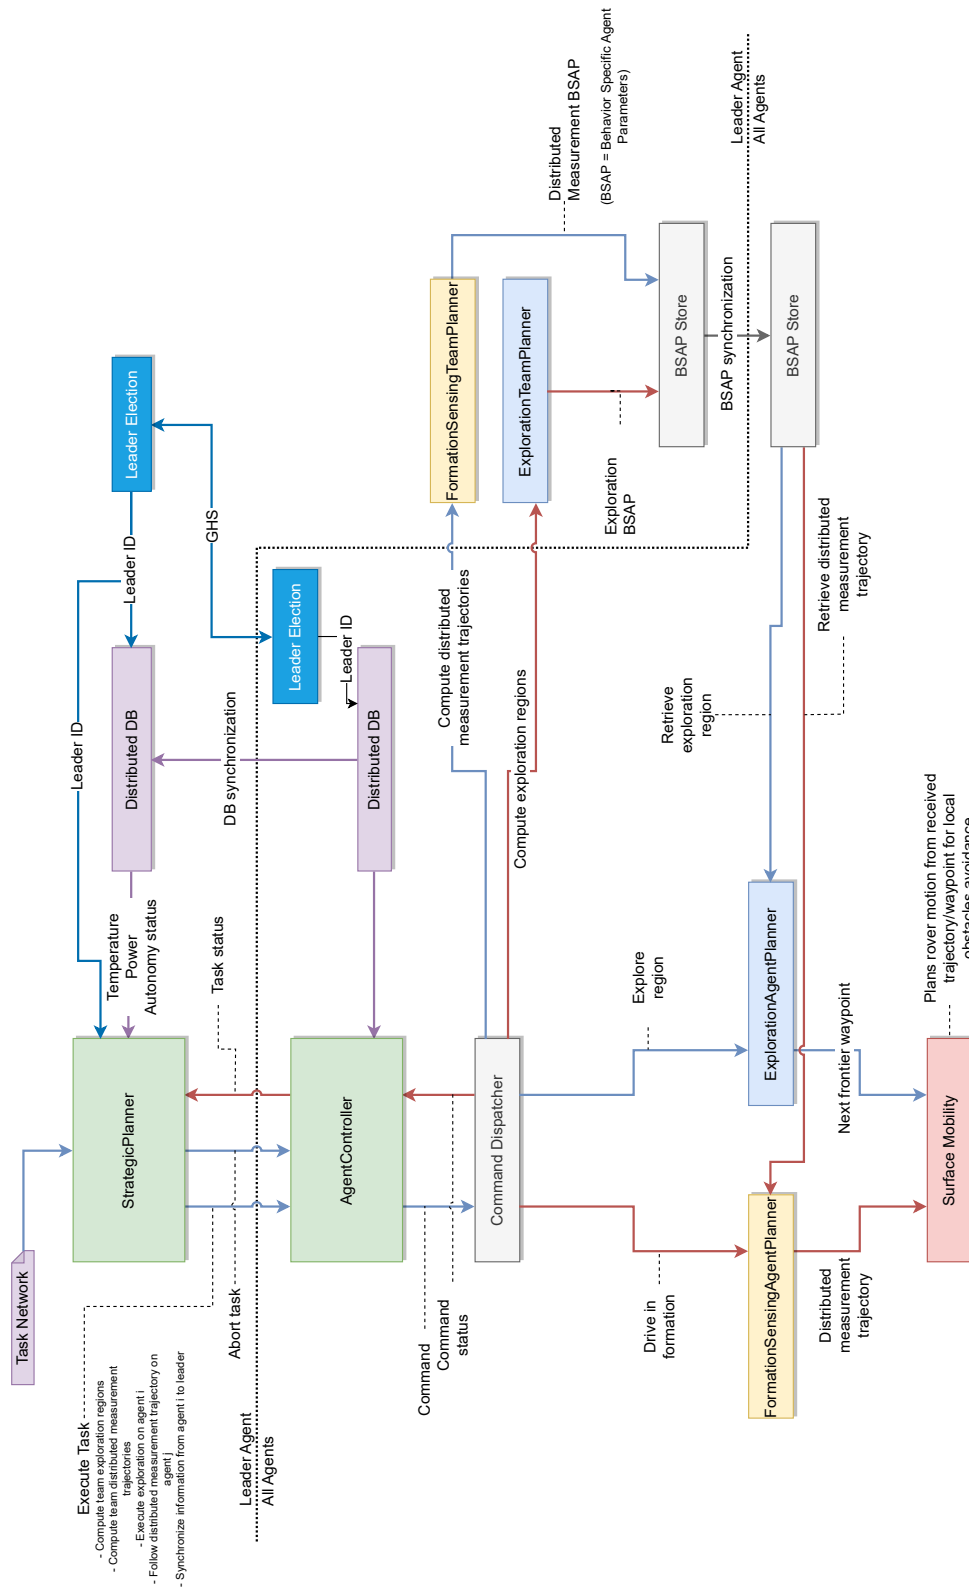 Task Network
Execute Task
- Compute team exploration regions
- Compute team distributed measurement
trajectories
- Execute exploration on agent i
- Follow distributed measurement trajectory on
agent j
- Synchronize information from agent i to leader
StrategicPlanner
Leader ID
Temperature
Power
Autonomy status
Distributed DB
Leader ID
Leader Election
GHS
Abort task
Task status
DB synchronization
Leader Agent
All Agents
Leader Election
Leader ID
Distributed DB
AgentController
Command
Command
status
Command Dispatcher
Compute distributed
measurement trajectories
Compute exploration regions
FormationSensingTeamPlanner
ExplorationTeamPlanner
Distributed
Measurement BSAP
(BSAP = Behavior Specific Agent
Parameters)
Exploration
BSAP
BSAP Store
BSAP synchronization
Leader Agent
All Agents
BSAP Store
Drive in
formation
Explore
region
Retrieve
exploration
region
Retrieve distributed
measurement
trajectory
FormationSensingAgentPlanner
ExplorationAgentPlanner
Distributed
measurement
trajectory
Next frontier waypoint
Surface Mobility
Plans rover motion from received
trajectory/waypoint for local
obstacles avoidance